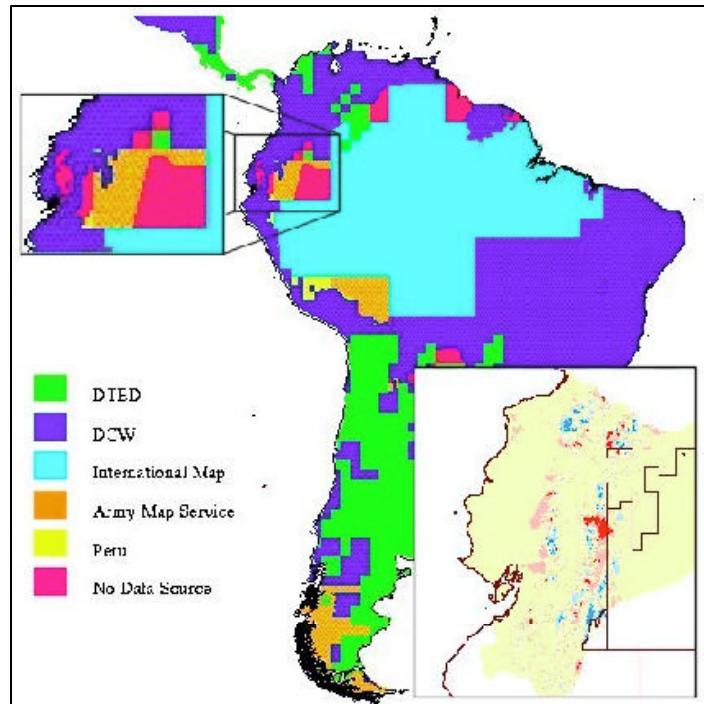 DTED
DCW
International Map
Army Map Service
Peru
No Data Source